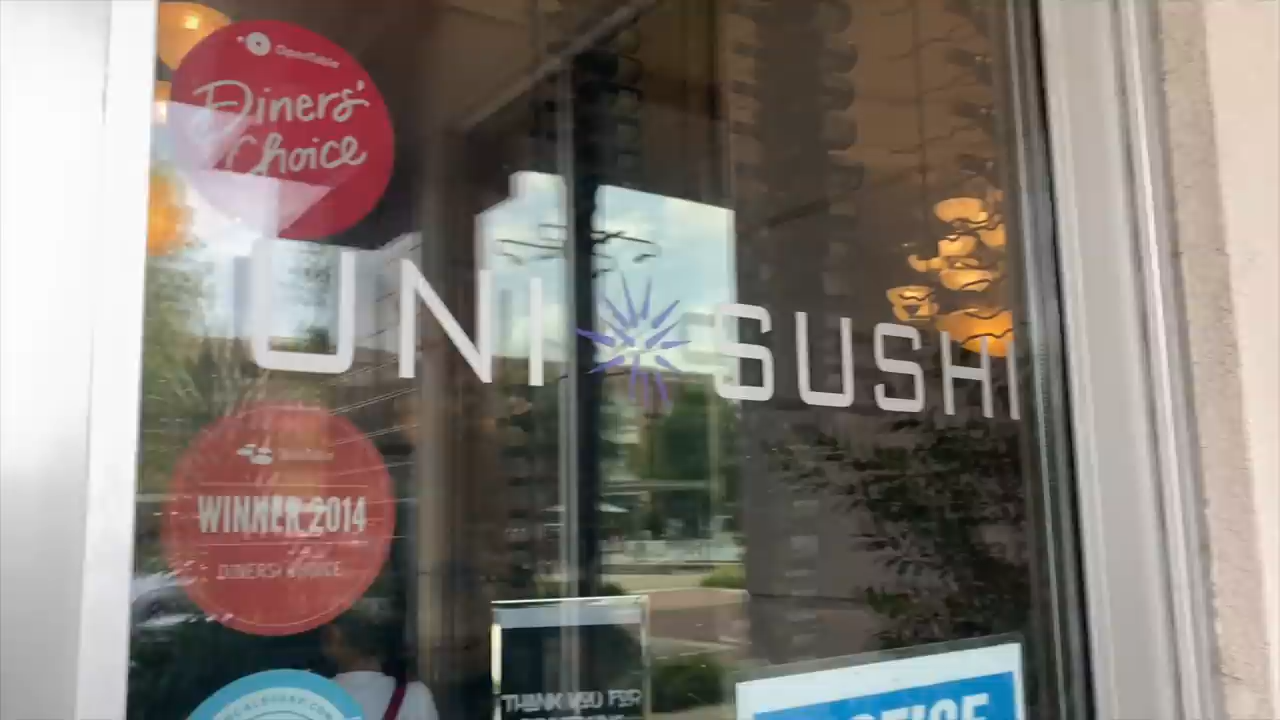 OpenTable
Diners'
Choice
UNI SUSHI
WINNER 2014
DINERS' CHOICE
THANK YOU FOR